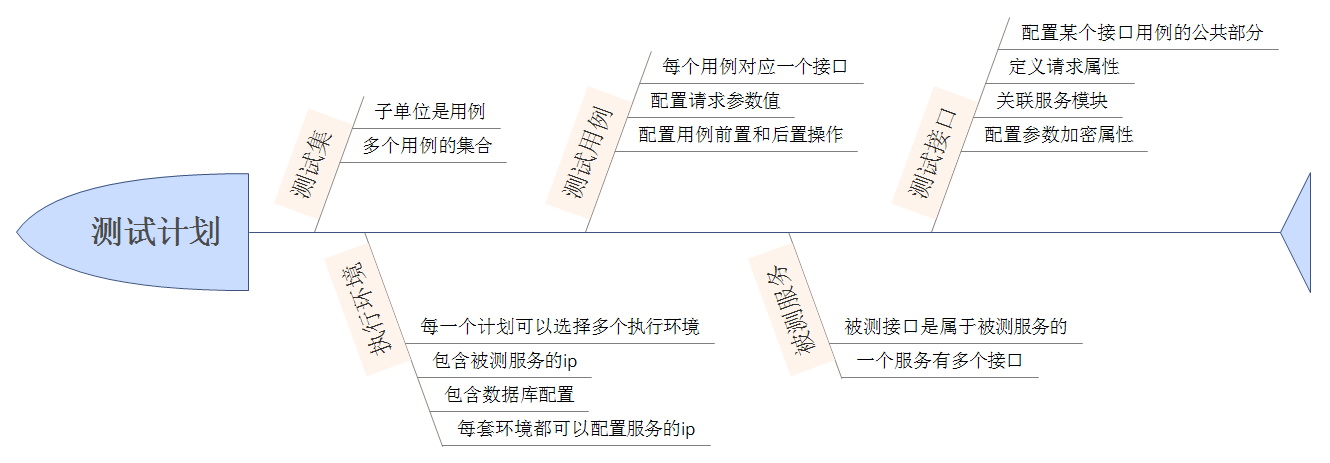 测试计划
测试集
子单位是用例
多个用例的集合
测试用例
每个用例对应一个接口
配置请求参数值
配置用例前置和后置操作
测试接口
配置某个接口用例的公共部分
定义请求属性
关联服务模块
配置参数加密属性
执行环境
每一个计划可以选择多个执行环境
包含被测服务的ip
包含数据库配置
每套环境都可以配置服务的ip
被测服务
被测接口是属于被测服务的
一个服务有多个接口